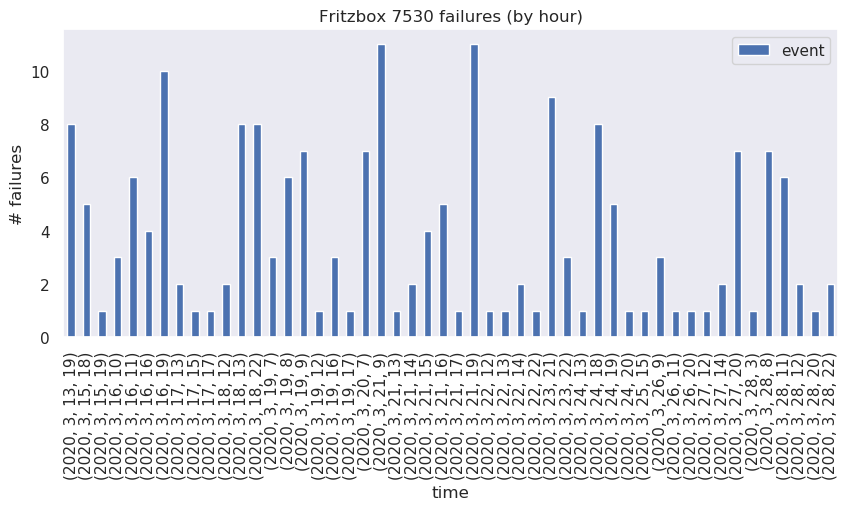 Fritzbox 7530 failures (by hour)
event
# failures
10
8
6
4
2
0
(2020, 3, 13, 19)
(2020, 3, 15, 18)
(2020, 3, 15, 19)
(2020, 3, 16, 10)
(2020, 3, 16, 11)
(2020, 3, 16, 16)
(2020, 3, 16, 19)
(2020, 3, 17, 13)
(2020, 3, 17, 15)
(2020, 3, 17, 17)
(2020, 3, 18, 12)
(2020, 3, 18, 13)
(2020, 3, 18, 22)
(2020, 3, 19, 7)
(2020, 3, 19, 8)
(2020, 3, 19, 9)
(2020, 3, 19, 12)
(2020, 3, 19, 16)
(2020, 3, 19, 17)
(2020, 3, 20, 7)
(2020, 3, 21, 9)
(2020, 3, 21, 13)
(2020, 3, 21, 14)
(2020, 3, 21, 15)
(2020, 3, 21, 16)
(2020, 3, 21, 17)
(2020, 3, 21, 19)
(2020, 3, 22, 12)
(2020, 3, 22, 13)
(2020, 3, 22, 14)
(2020, 3, 22, 22)
(2020, 3, 23, 21)
(2020, 3, 23, 22)
(2020, 3, 24, 13)
(2020, 3, 24, 18)
(2020, 3, 24, 19)
(2020, 3, 24, 20)
(2020, 3, 25, 15)
(2020, 3, 26, 9)
(2020, 3, 26, 11)
(2020, 3, 26, 20)
(2020, 3, 27, 12)
(2020, 3, 27, 14)
(2020, 3, 27, 20)
(2020, 3, 28, 3)
(2020, 3, 28, 8)
(2020, 3, 28, 11)
(2020, 3, 28, 12)
(2020, 3, 28, 20)
(2020, 3, 28, 22)
time